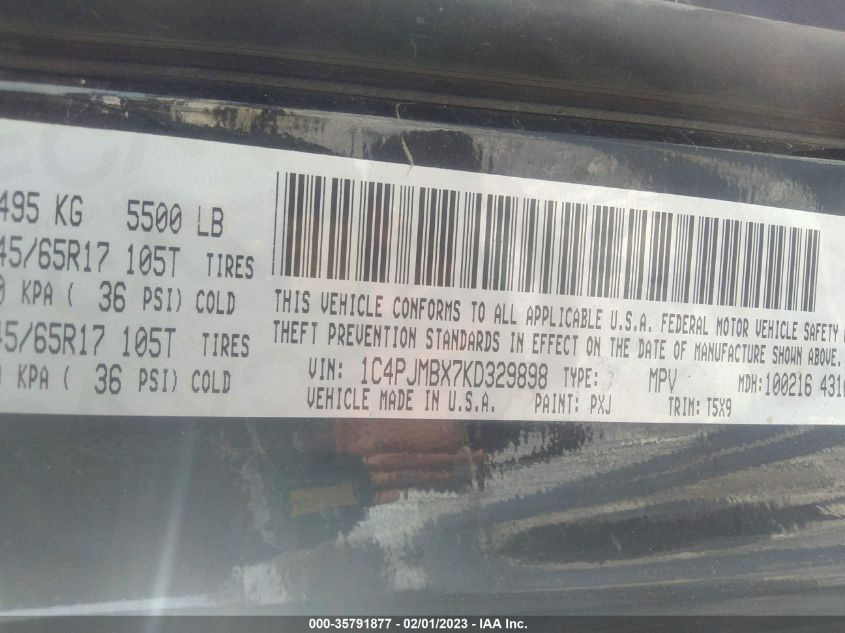 495 KG 5500 LB
45/65R17 105T TIRES
KPA ( 36 PSI) COLD
45/65R17 105T TIRES
KPA ( 36 PSI) COLD
THIS VEHICLE CONFORMS TO ALL APPLICABLE U.S.A. FEDERAL MOTOR VEHICLE SAFETY
THEFT PREVENTION STANDARDS IN EFFECT ON THE DATE OF MANUFACTURE SHOWN ABOVE.
VIN: 1C4PJMBX7KD329898 TYPE: MPV MDH:100216 431
VEHICLE MADE IN U.S.A. PAINT: PXJ TRIM: T5X9
000-35791877 - 02/01/2023 - IAA Inc.